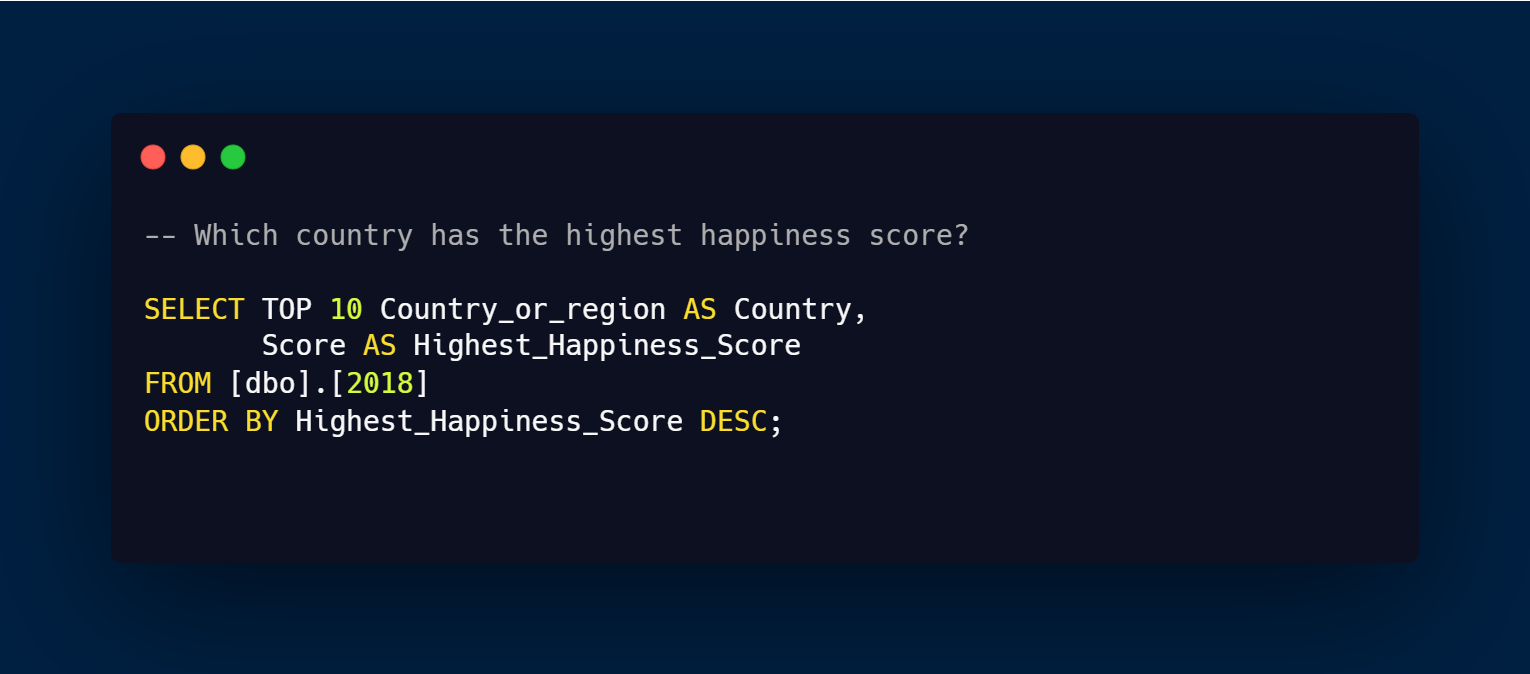 -- Which country has the highest happiness score?
SELECT TOP 10 Country_or_region AS Country,
       Score AS Highest_Happiness_Score
FROM [dbo].[2018]
ORDER BY Highest_Happiness_Score DESC;